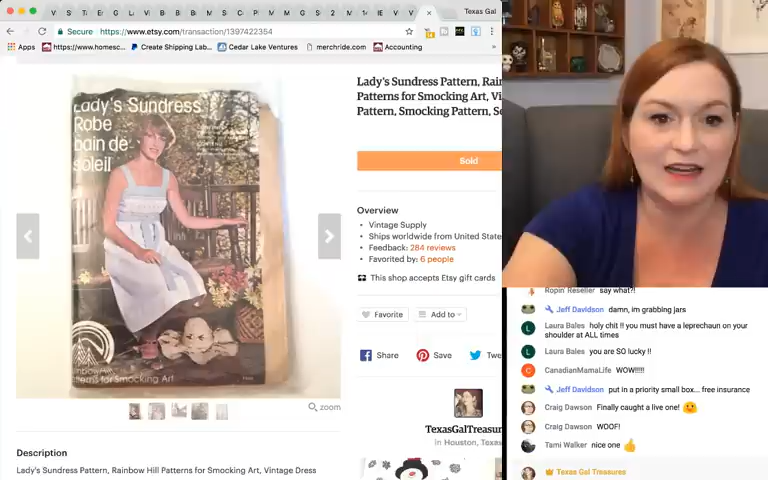 Texas Gal
Secure
https://www.etsy.com/transaction/1397422354
Apps
https://www.homesc...
Create Shipping Lab...
Cedar Lake Ventures
merchride.com
Accounting
Lady's Sundress
Robe
bain de
soleil
Patterns for Smocking Art
zoom
Description
Lady's Sundress Pattern, Rainbow Hill Patterns for Smocking Art, Vintage Dress
Lady's Sundress Pattern, Rain
Patterns for Smocking Art, Vi
Pattern, Smocking Pattern, Se
Sold
Overview
• Vintage Supply
• Ships worldwide from United State
• Feedback: 284 reviews
• Favorited by: 6 people
This shop accepts Etsy gift cards
Favorite
Add to
Share
Save
Twe
TexasGalTreasur
in Houston, Texa
Ropin' Reseller say what?!
Jeff Davidson damn, im grabbing jars
Laura Bales holy chit !! you must have a leprechaun on your
shoulder at ALL times
Laura Bales you are SO lucky !!
CanadianMamaLife WOW!!!!!
Jeff Davidson put in a priority small box... free insurance
Craig Dawson Finally caught a live one!
Craig Dawson WOOF!
Tami Walker nice one
Texas Gal Treasures